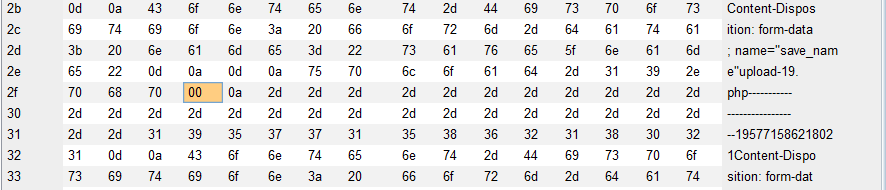 2b 0d 0a 43 6f 6e 74 65 6e 74 2d 44 69 73 70 6f 73 Content-Dispos
2c 69 74 69 6f 6e 3a 20 66 6f 72 6d 2d 64 61 74 61 ition: form-data
2d 3b 20 6e 61 6d 65 3d 22 73 61 76 65 5f 6e 61 6d ; name="save_nam
2e 65 22 0d 0a 0d 0a 75 70 6c 6f 61 64 2d 31 39 2e e"upload-19.
2f 70 68 70 00 0a 2d 2d 2d 2d 2d 2d 2d 2d 2d 2d 2d php-----------
30 2d 2d 2d 2d 2d 2d 2d 2d 2d 2d 2d 2d 2d 2d 2d 2d ----------------
31 2d 2d 31 39 35 37 37 31 35 38 36 32 31 38 30 32 --19577158621802
32 31 0d 0a 43 6f 6e 74 65 6e 74 2d 44 69 73 70 6f 1Content-Dispo
33 73 69 74 69 6f 6e 3a 20 66 6f 72 6d 2d 64 61 74 sition: form-dat